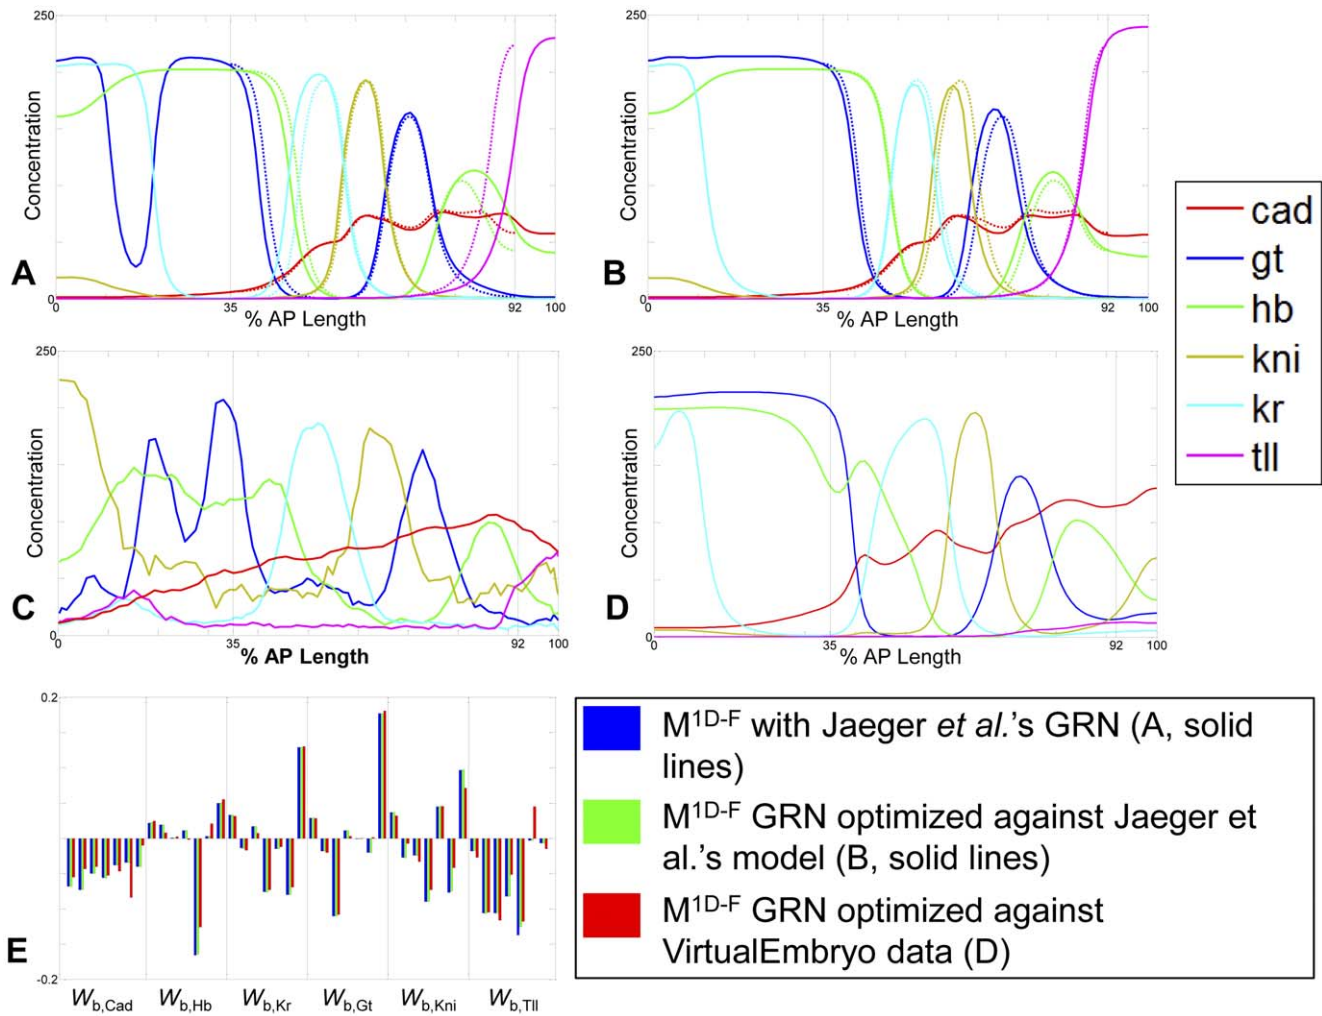 250
Concentration
A
0
0
35
92
100
% AP Length
250
Concentration
B
0
0
35
92
100
% AP Length
cad
gt
hb
kni
kr
tll
250
Concentration
C
0
0
35
92
100
% AP Length
250
Concentration
D
0
0
35
92
100
% AP Length
0.2
E
-0.2
Wb,Cad Wb,Hb Wb,Kr Wb,Gt Wb,Kni Wb,Tll
M1D-F with Jaeger et al.'s GRN (A, solid
lines)
M1D-F GRN optimized against Jaeger et
al.'s model (B, solid lines)
M1D-F GRN optimized against
VirtualEmbryo data (D)